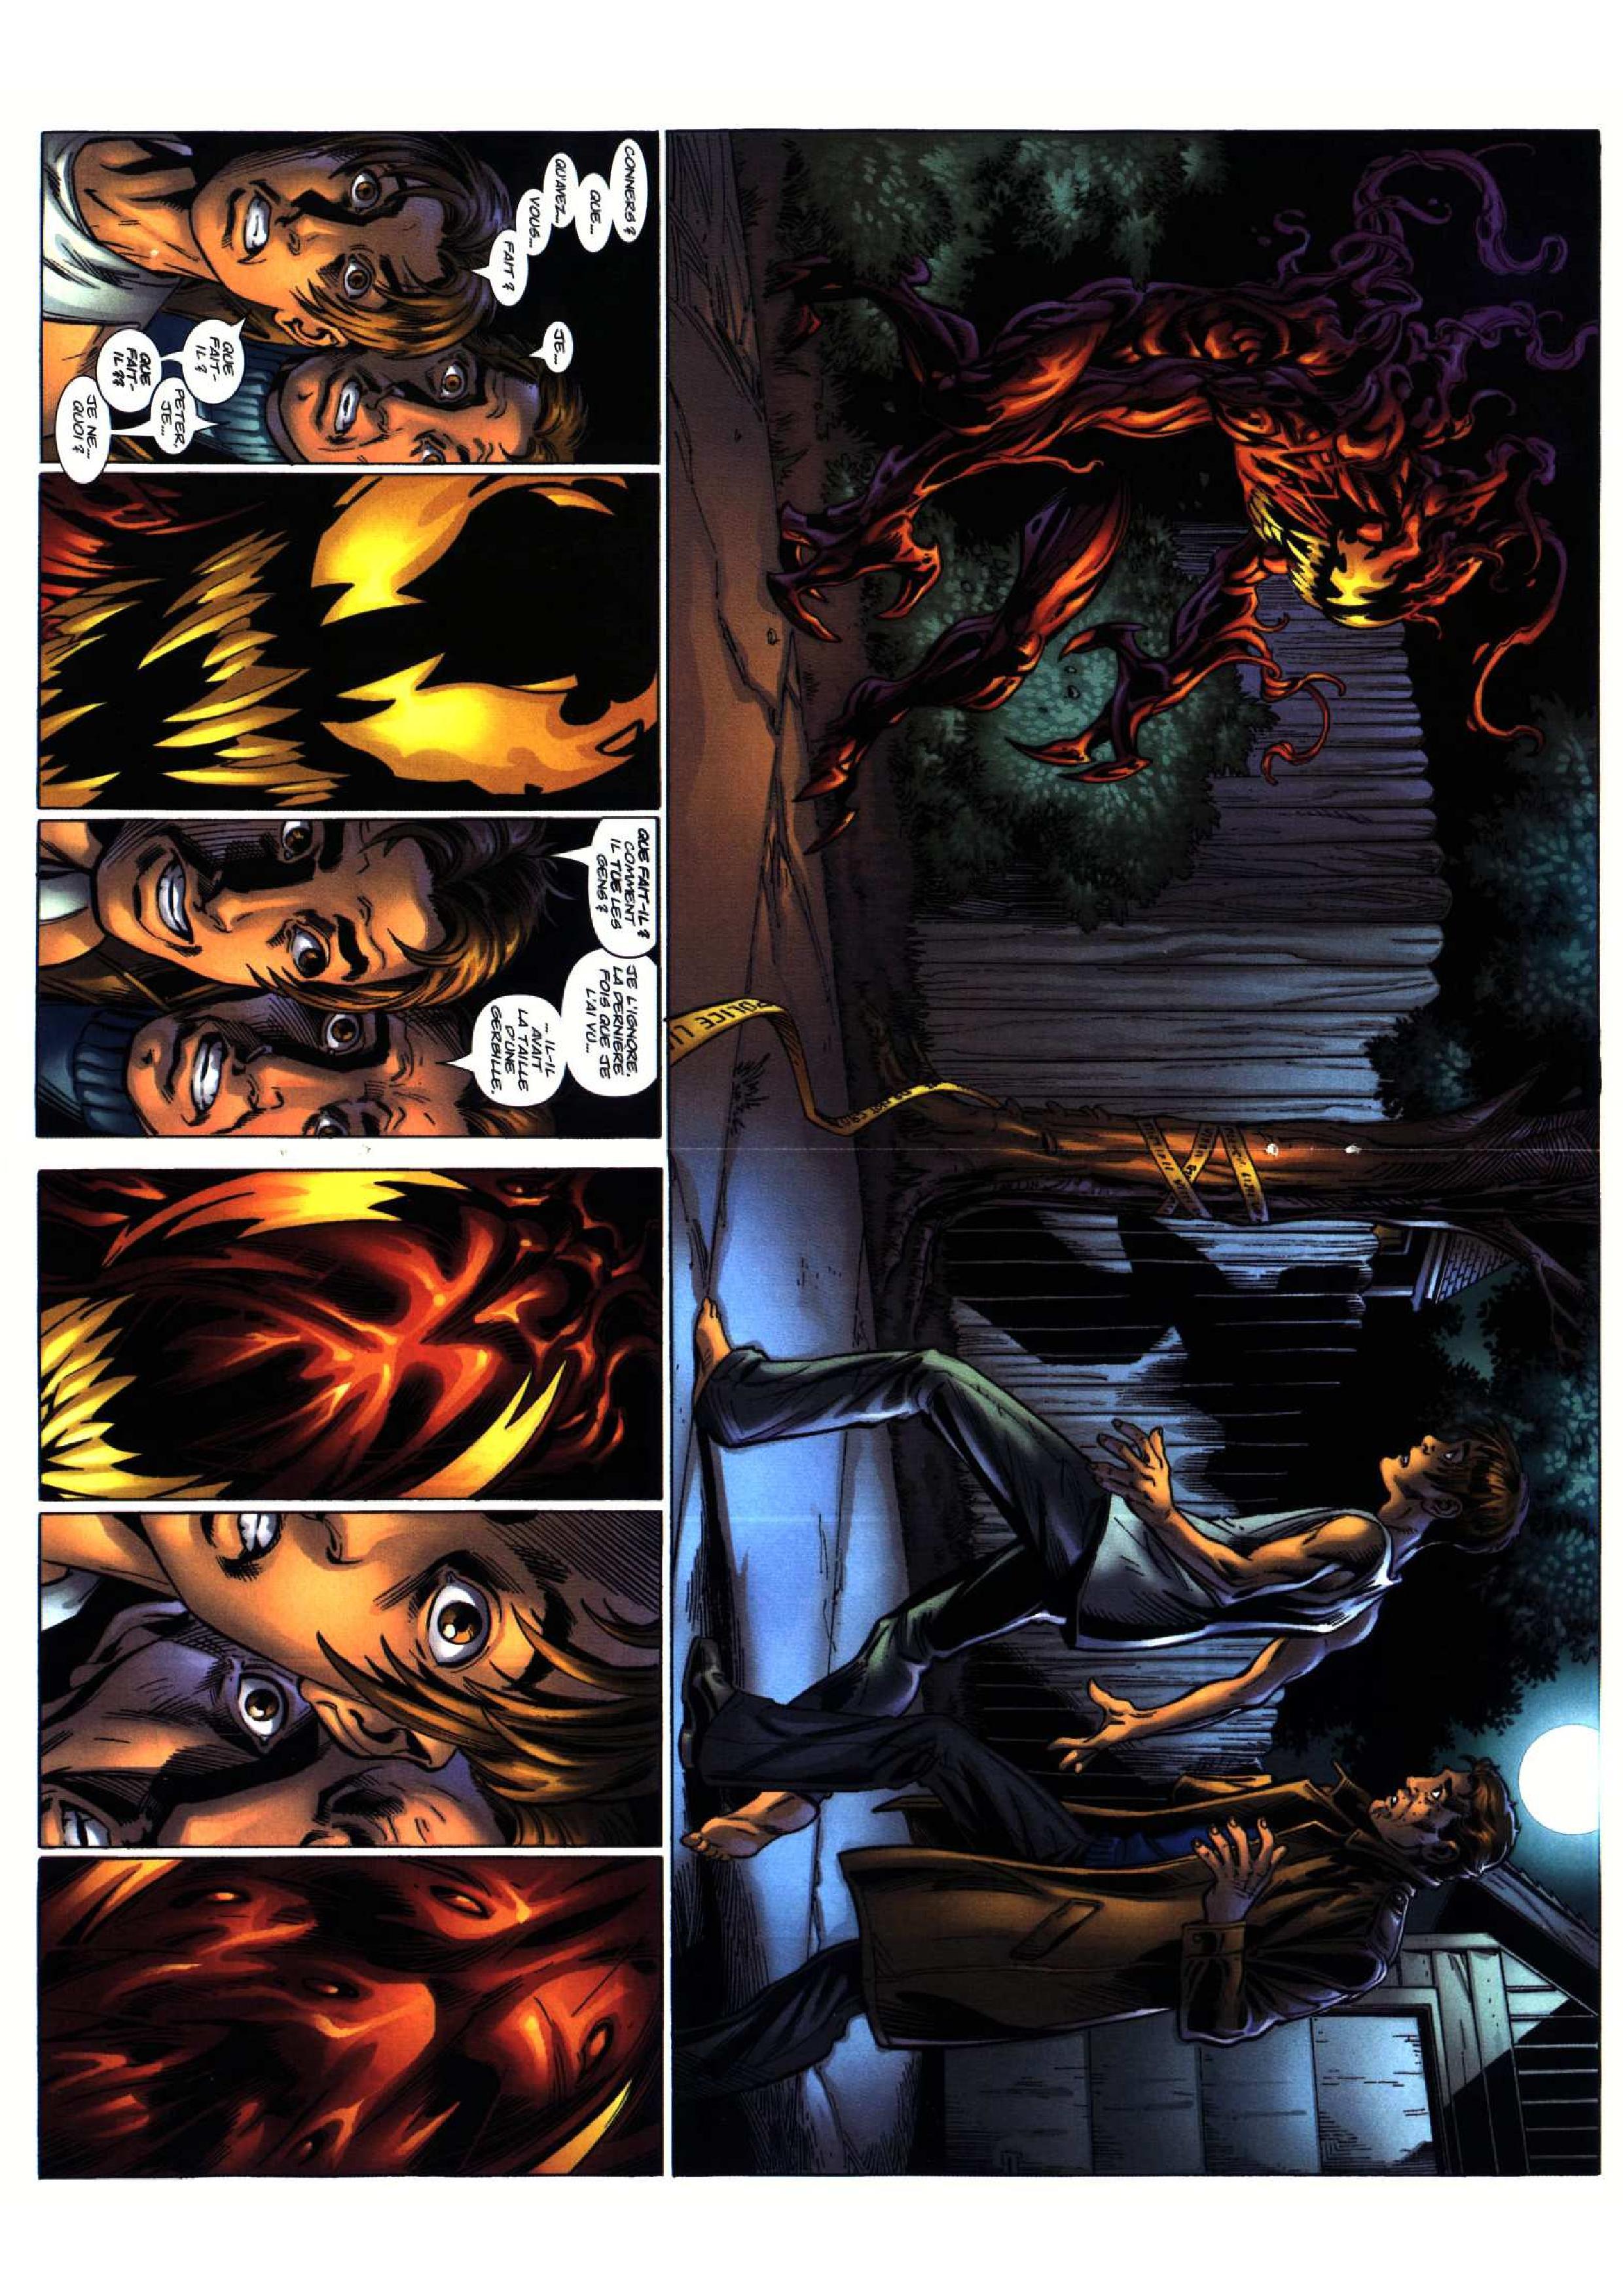 POLICE LI
CONNERS ?
QUE...
QU'AVEZ...
VOUS...
FAIT ?
JE...
QUE
FAIT-
IL ?
PETER,
JE...
QUE
FAIT-
IL ??
JE NE...
QUOI ?
QUE FAIT-IL ?
COMMENT
IL TUE LES
GENS ?
JE L'IGNORE.
LA DERNIÈRE
FOIS QUE JE
L'AI VU...
... IL-IL
AVAIT
LA TAILLE
D'UNE
GERBILLE.